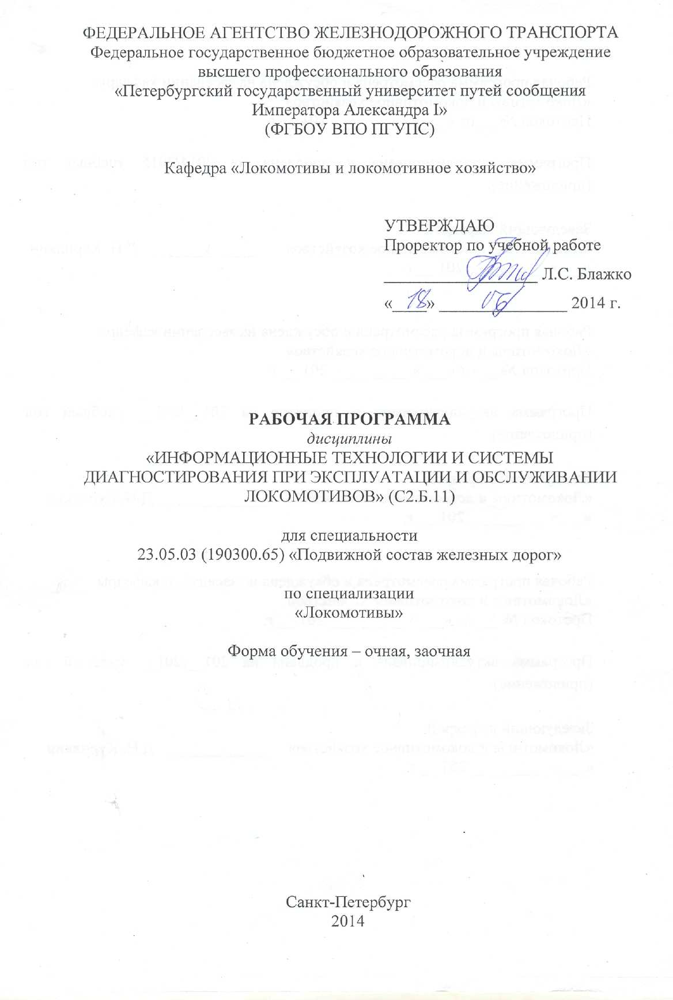 ФЕДЕРАЛЬНОЕ АГЕНТСТВО ЖЕЛЕЗНОДОРОЖНОГО ТРАНСПОРТА
Федеральное государственное бюджетное образовательное учреждение
высшего профессионального образования
«Петербургский государственный университет путей сообщения
Императора Александра I»
(ФГБОУ ВПО ПГУПС)
Кафедра «Локомотивы и локомотивное хозяйство»
УТВЕРЖДАЮ
Проректор по учебной работе
Л.С. Блажко
«18» 06 2014 г.
РАБОЧАЯ ПРОГРАММА
дисциплины
«ИНФОРМАЦИОННЫЕ ТЕХНОЛОГИИ И СИСТЕМЫ
ДИАГНОСТИРОВАНИЯ ПРИ ЭКСПЛУАТАЦИИ И ОБСЛУЖИВАНИИ
ЛОКОМОТИВОВ» (С2.Б.11)
для специальности
23.05.03 (190300.65) «Подвижной состав железных дорог»
по специализации
«Локомотивы»
Форма обучения – очная, заочная
Санкт-Петербург
2014